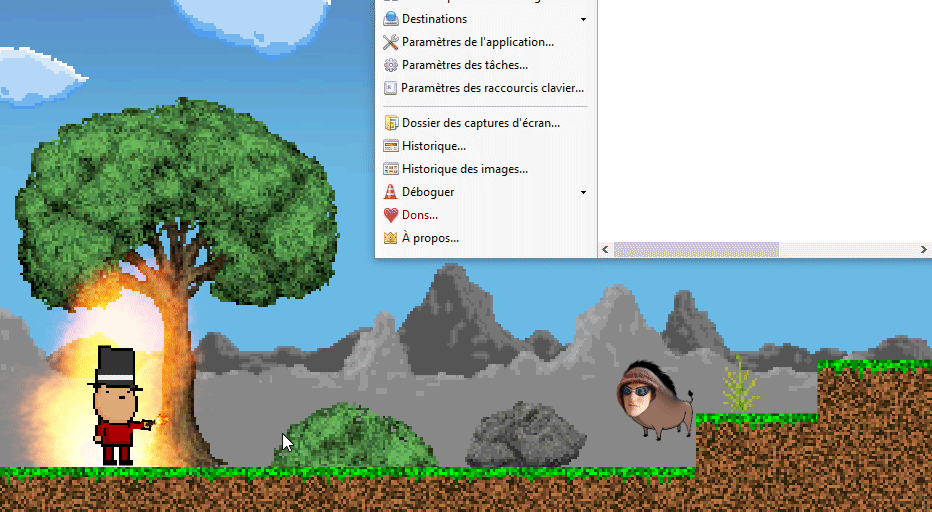 Destinations
Paramètres de l'application...
Paramètres des tâches...
Paramètres des raccourcis clavier...
Dossier des captures d'écran...
Historique...
Historique des images...
Déboguer
Dons...
À propos...